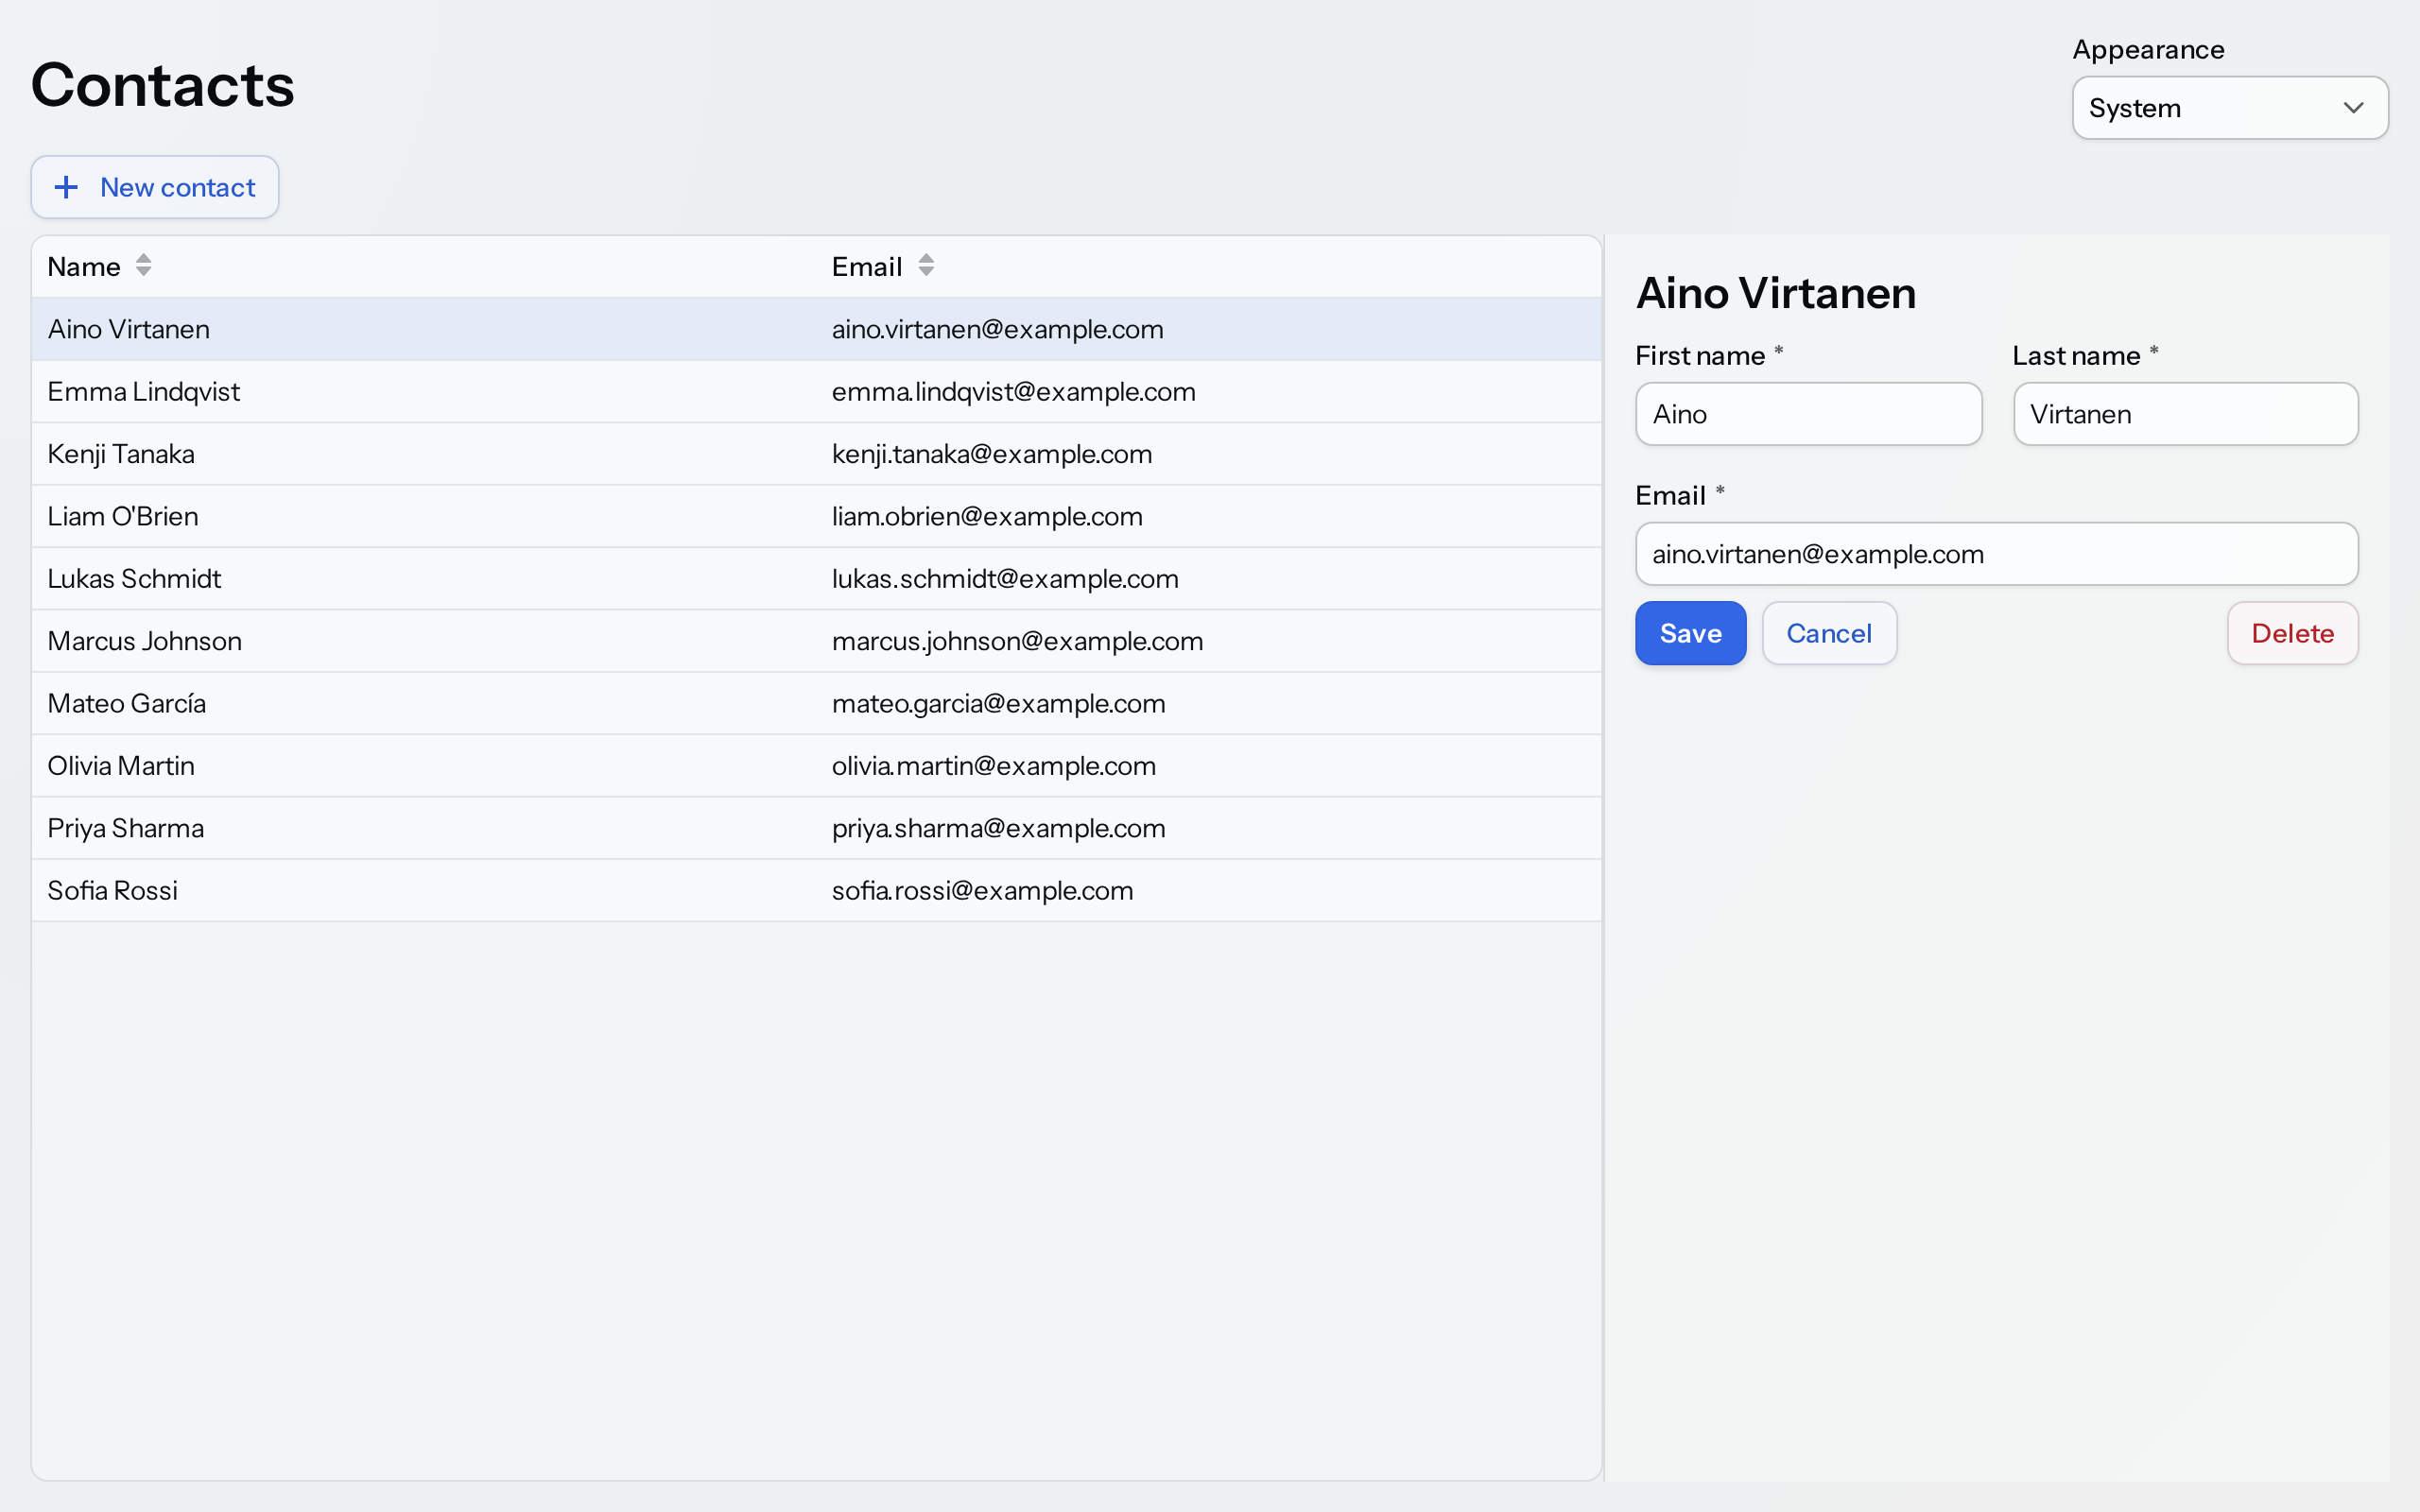 Contacts
Appearance
System
New contact
Name Email
Aino Virtanen aino.virtanen@example.com
Emma Lindqvist emma.lindqvist@example.com
Kenji Tanaka kenji.tanaka@example.com
Liam O'Brien liam.obrien@example.com
Lukas Schmidt lukas.schmidt@example.com
Marcus Johnson marcus.johnson@example.com
Mateo García mateo.garcia@example.com
Olivia Martin olivia.martin@example.com
Priya Sharma priya.sharma@example.com
Sofia Rossi sofia.rossi@example.com
Aino Virtanen
First name * Last name *
Aino Virtanen
Email *
aino.virtanen@example.com
Save Cancel Delete